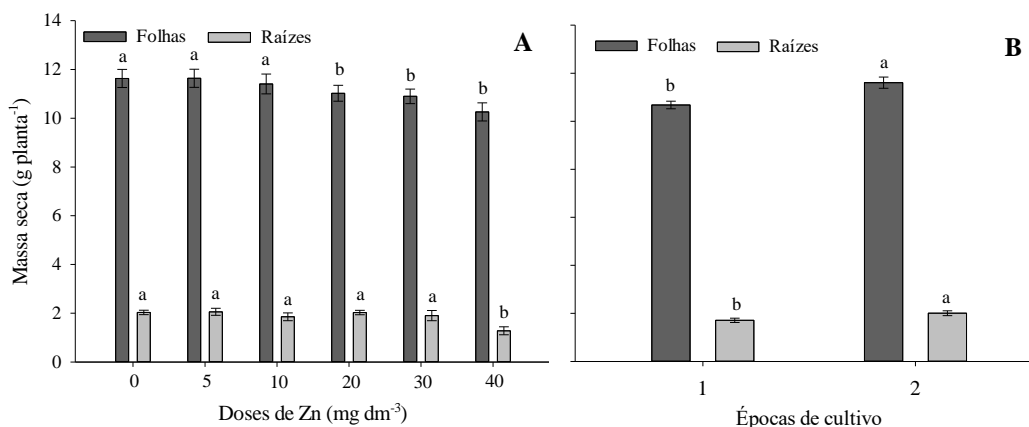 14
12
10
8
6
4
2
0
Massa seca (g planta⁻¹)
Folhas Raízes
A
a a a b b b
a a a a a b
0 5 10 20 30 40
Doses de Zn (mg dm⁻³)
Folhas Raízes
B
b a
b a
1 2
Épocas de cultivo